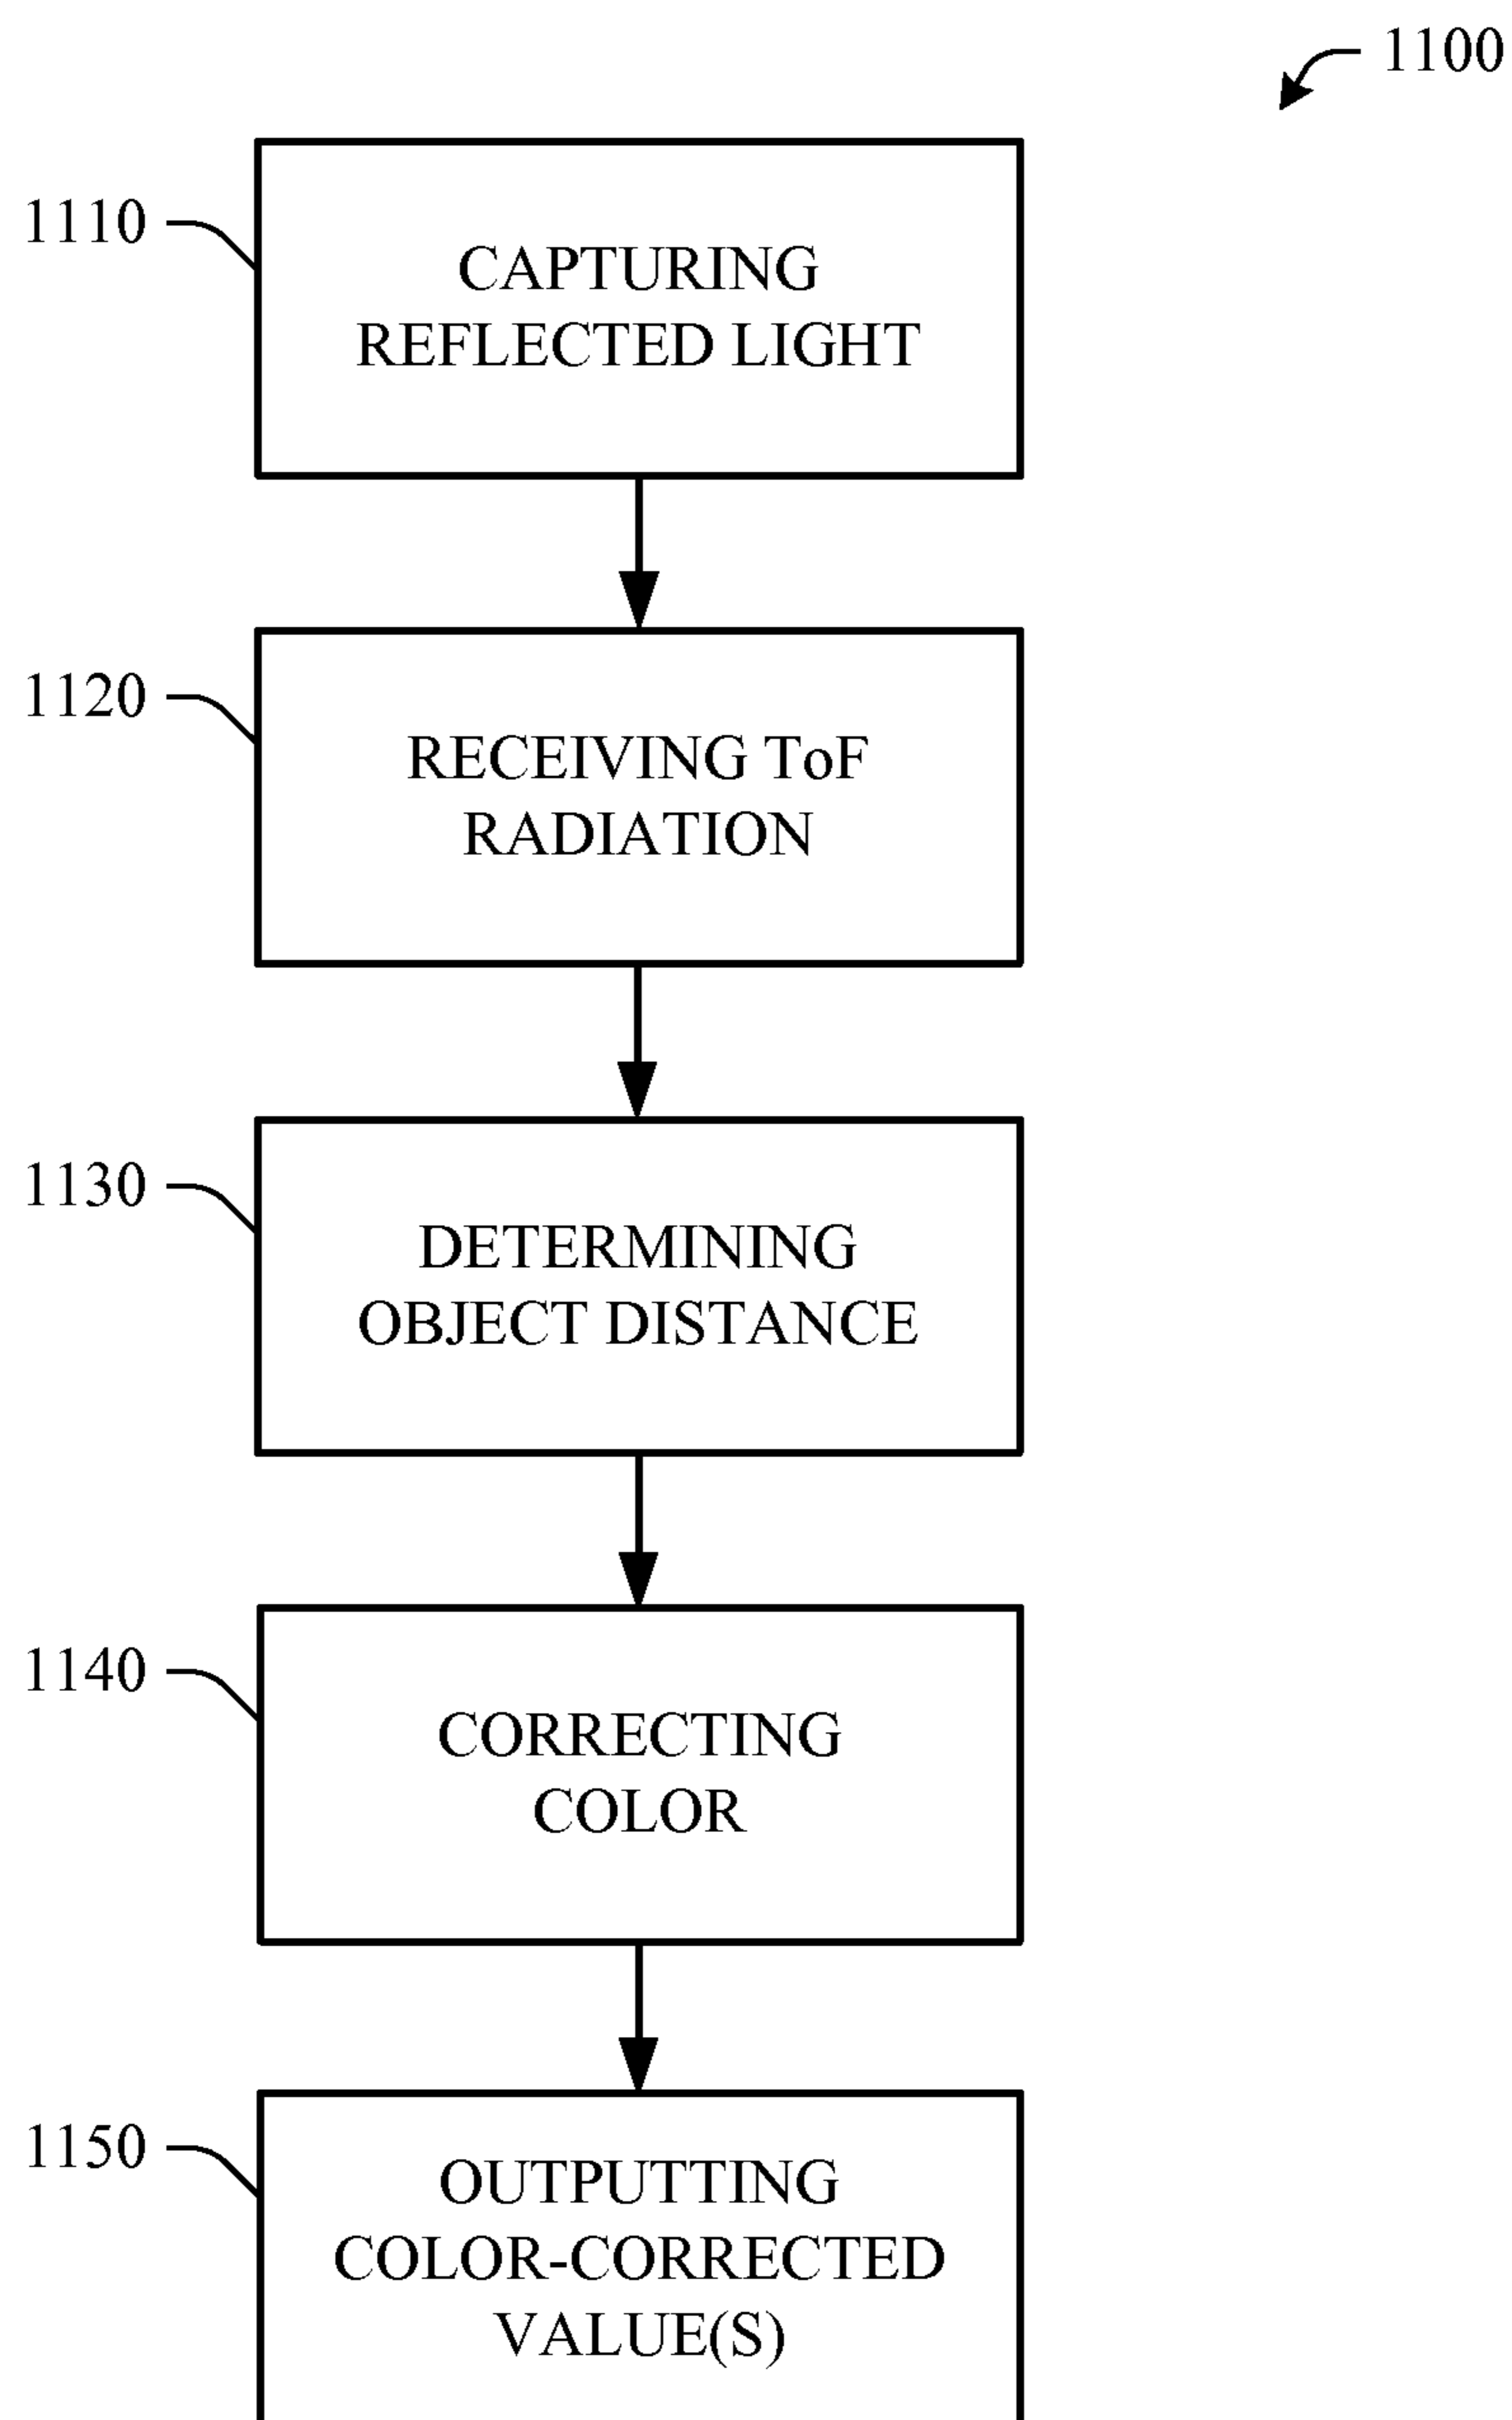 1100
1110
CAPTURING
REFLECTED LIGHT
1120
RECEIVING ToF
RADIATION
1130
DETERMINING
OBJECT DISTANCE
1140
CORRECTING
COLOR
1150
OUTPUTTING
COLOR-CORRECTED
VALUE(S)